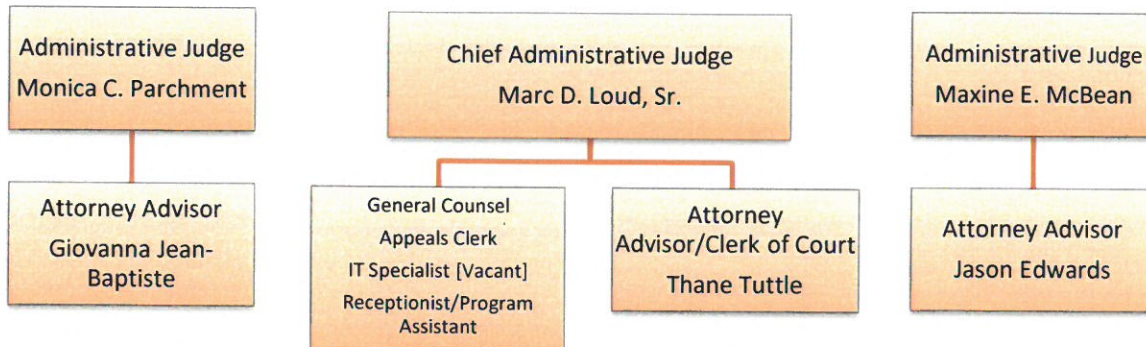 Administrative Judge
Monica C. Parchment
Chief Administrative Judge
Marc D. Loud, Sr.
Administrative Judge
Maxine E. McBean
Attorney Advisor
Giovanna Jean-
Baptiste
General Counsel
Appeals Clerk
IT Specialist [Vacant]
Receptionist/Program
Assistant
Attorney
Advisor/Clerk of Court
Thane Tuttle
Attorney Advisor
Jason Edwards